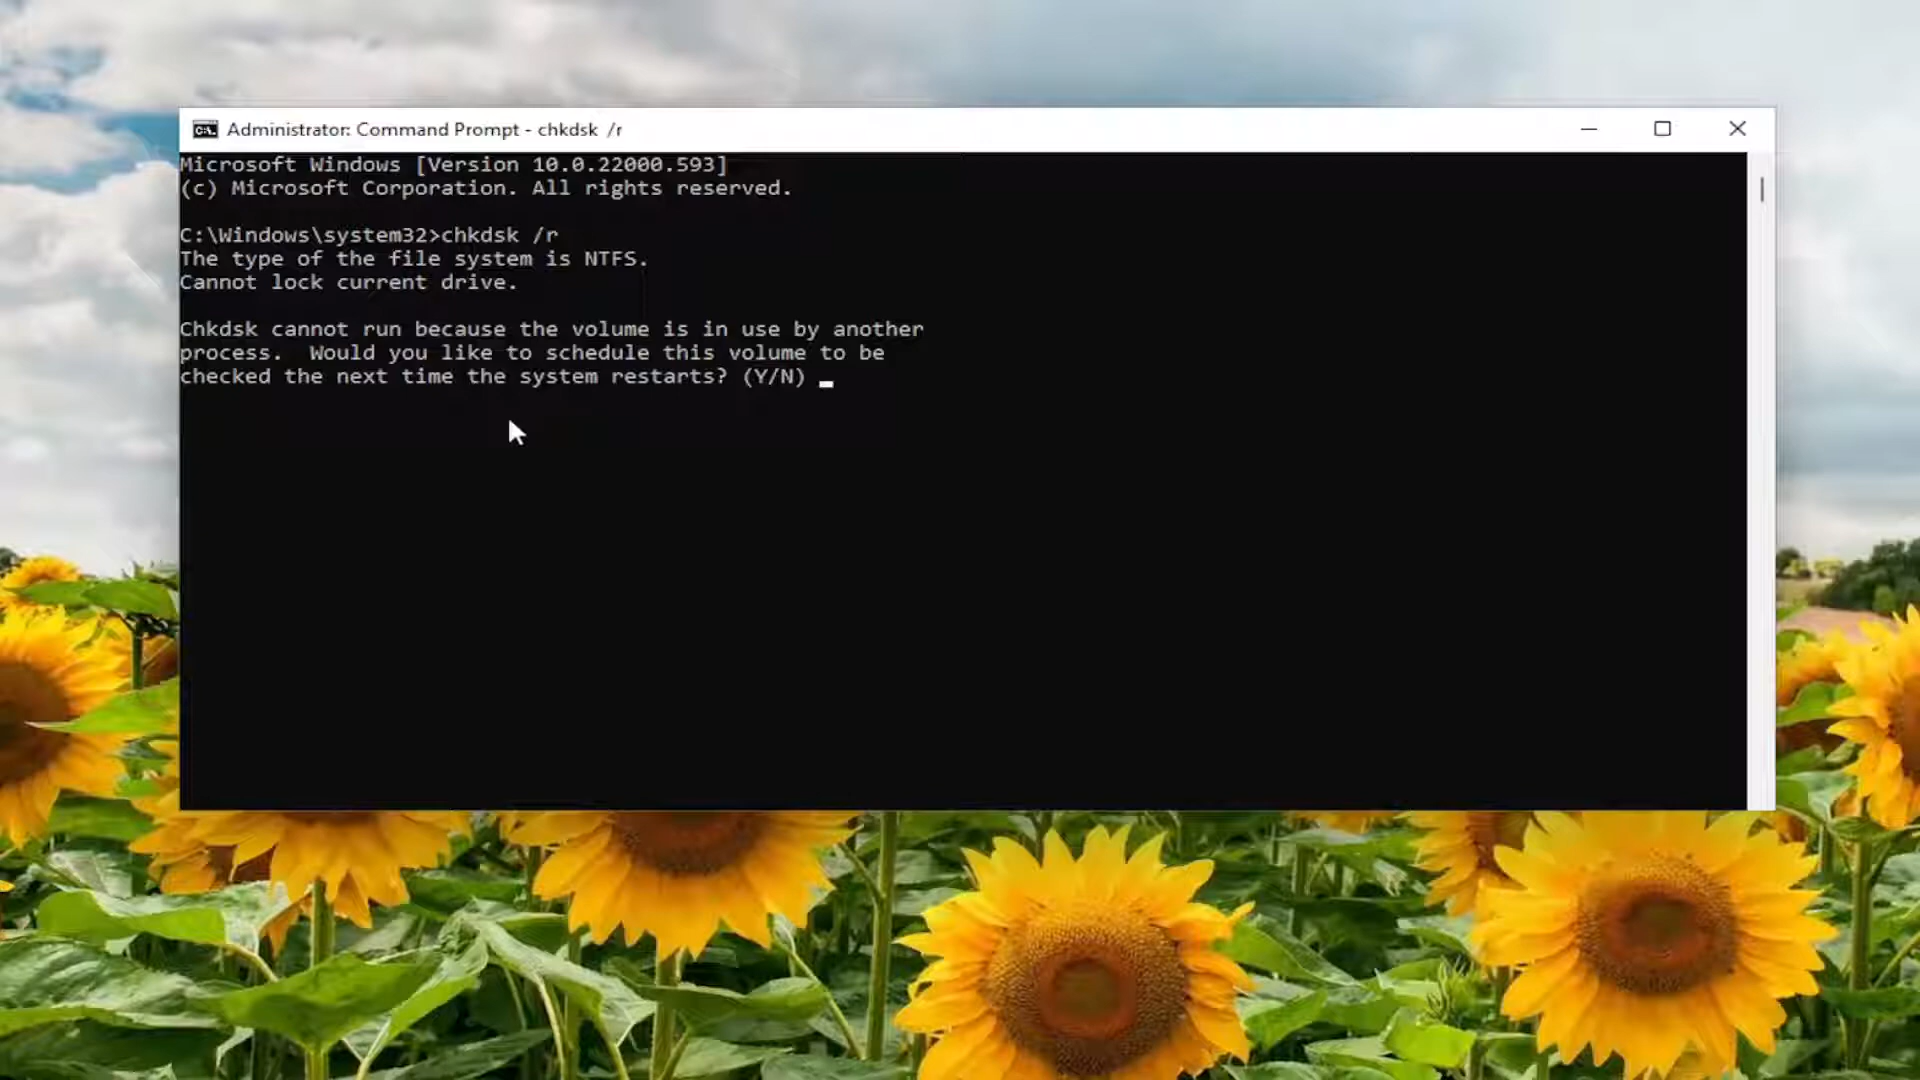 Administrator: Command Prompt - chkdsk /r
Microsoft Windows [Version 10.0.22000.593]
(c) Microsoft Corporation. All rights reserved.
C:\Windows\system32>chkdsk /r
The type of the file system is NTFS.
Cannot lock current drive.
Chkdsk cannot run because the volume is in use by another
process.  Would you like to schedule this volume to be
checked the next time the system restarts? (Y/N)